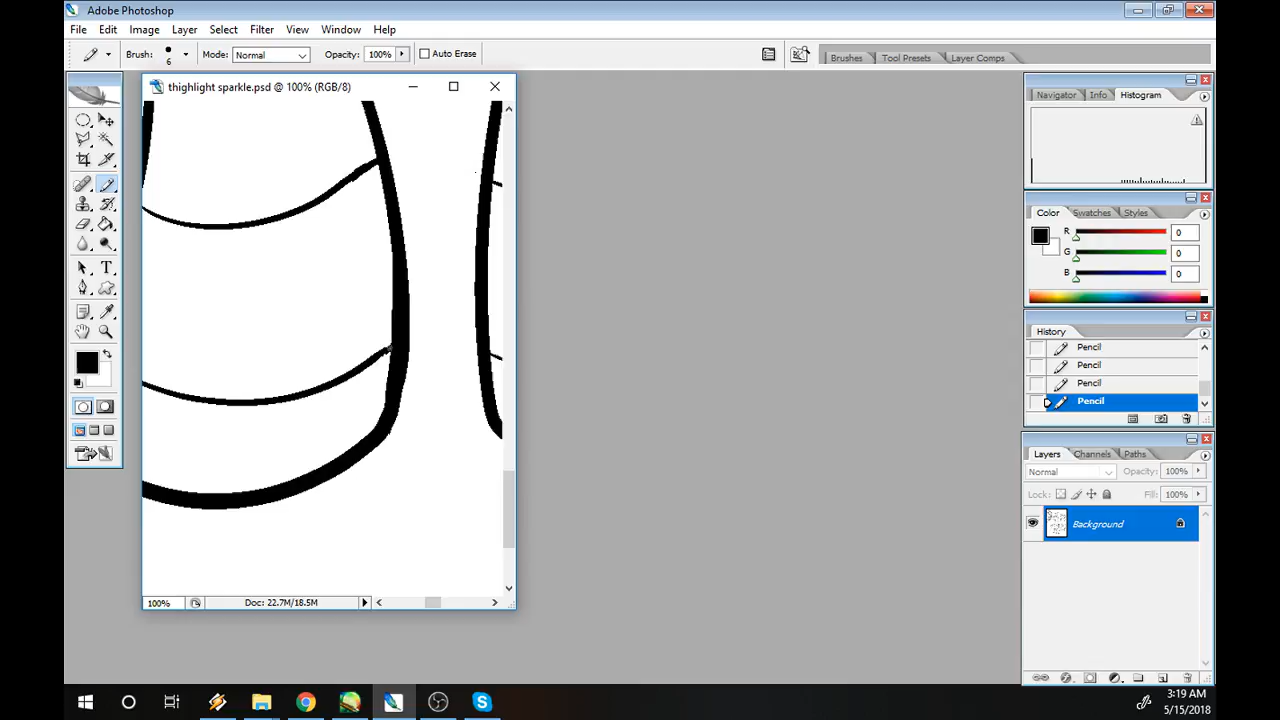 Adobe Photoshop
File Edit Image Layer Select Filter View Window Help
Brush: 6 Mode: Normal Opacity: 100% Auto Erase
Brushes Tool Presets Layer Comps
thighlight sparkle.psd @ 100% (RGB/8)
Navigator Info Histogram
Color Swatches Styles
R 0
G 0
B 0
History
Pencil
Pencil
Pencil
Pencil
Layers Channels Paths
Normal Opacity: 100%
Lock: Fill: 100%
Background
100% Doc: 22.7M/18.5M
3:19 AM
5/15/2018